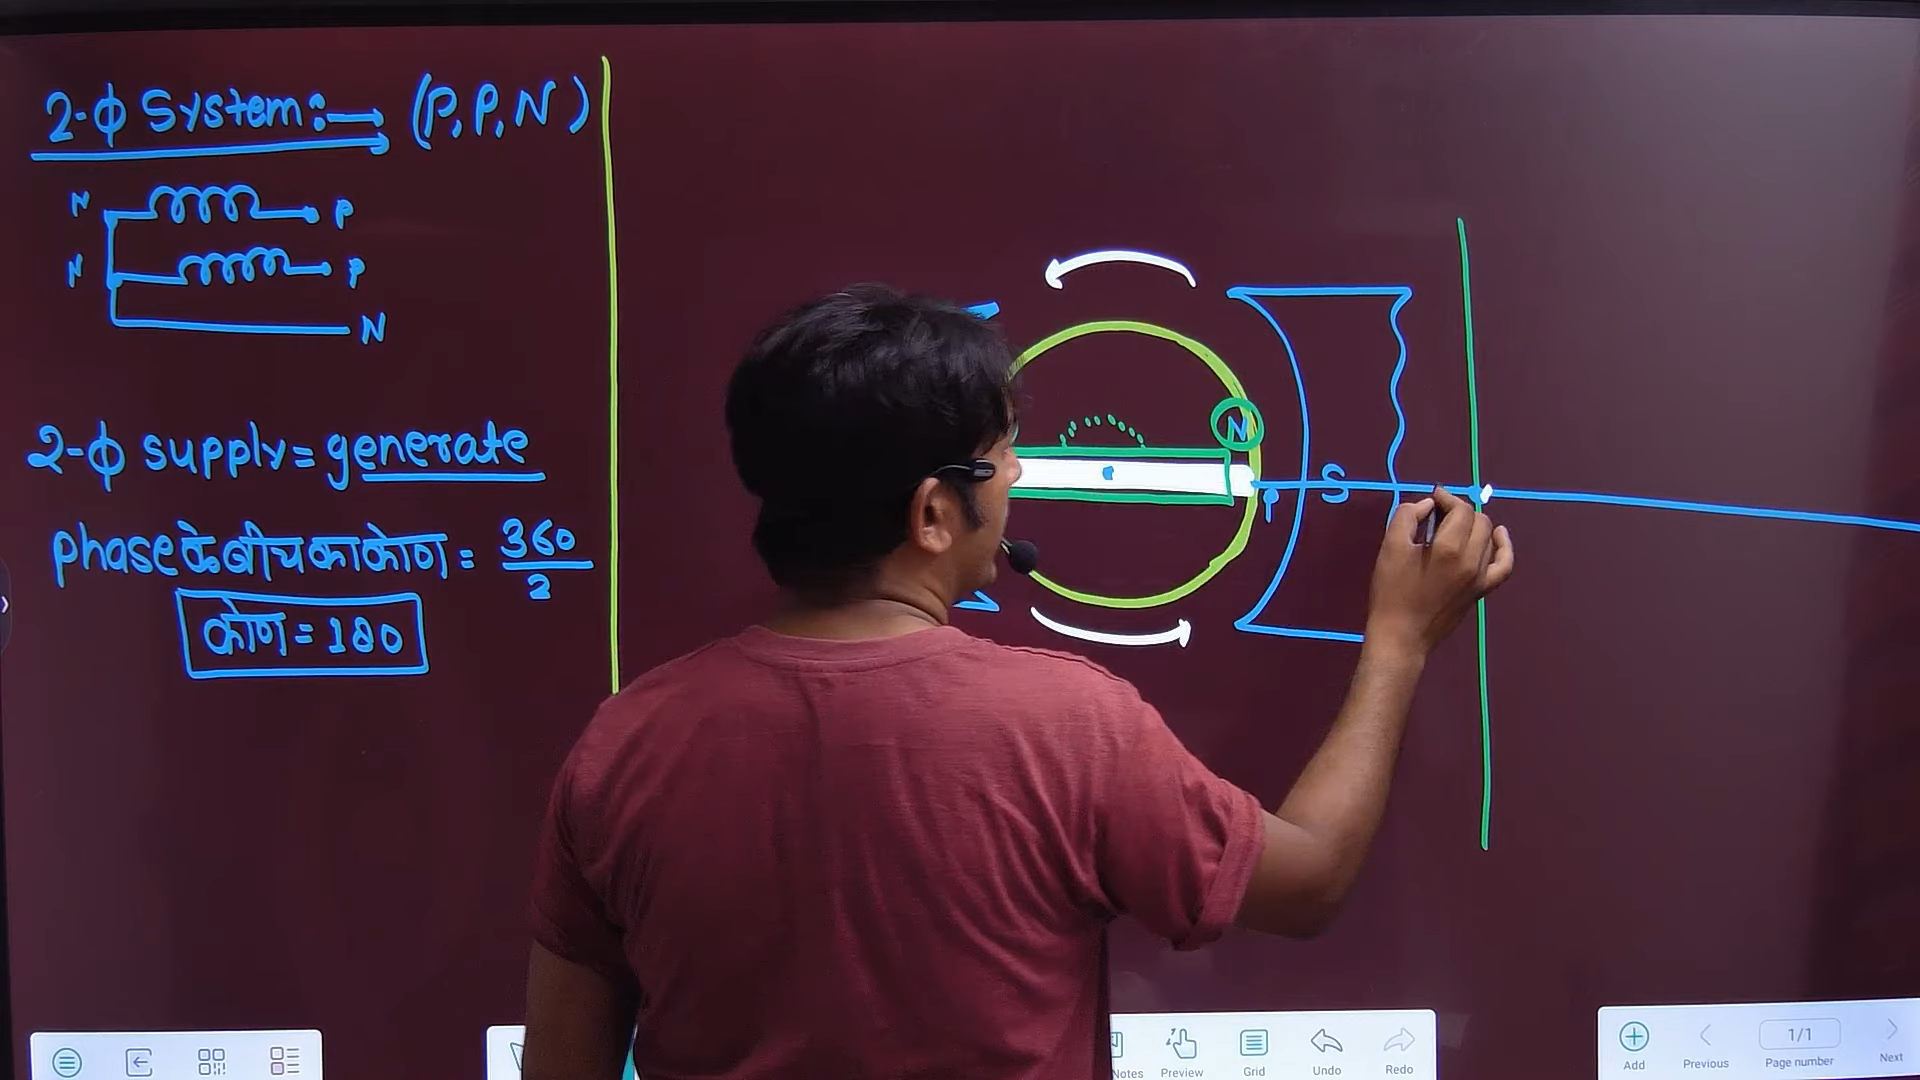 2-ϕ System:→ (P, P, N)
N P
N P
N
2-ϕ supply = generate
phase के बीच का कोण = 360/2
कोण = 180
N
P
S
Notes Preview Grid Undo Redo
Add Previous 1/1 Page number Next